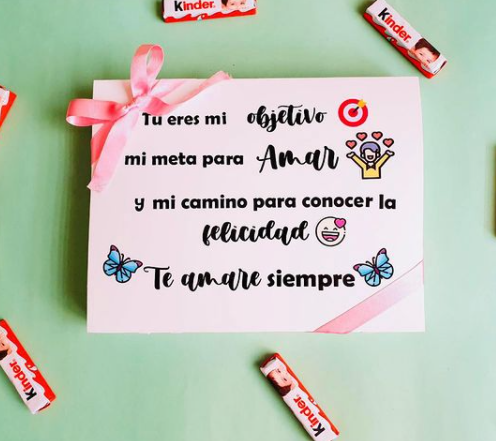 Kinder
Kinder
Tu eres mi objetivo
mi meta para Amar
y mi camino para conocer la
felicidad
Te amare siempre
Kinder
Kinder